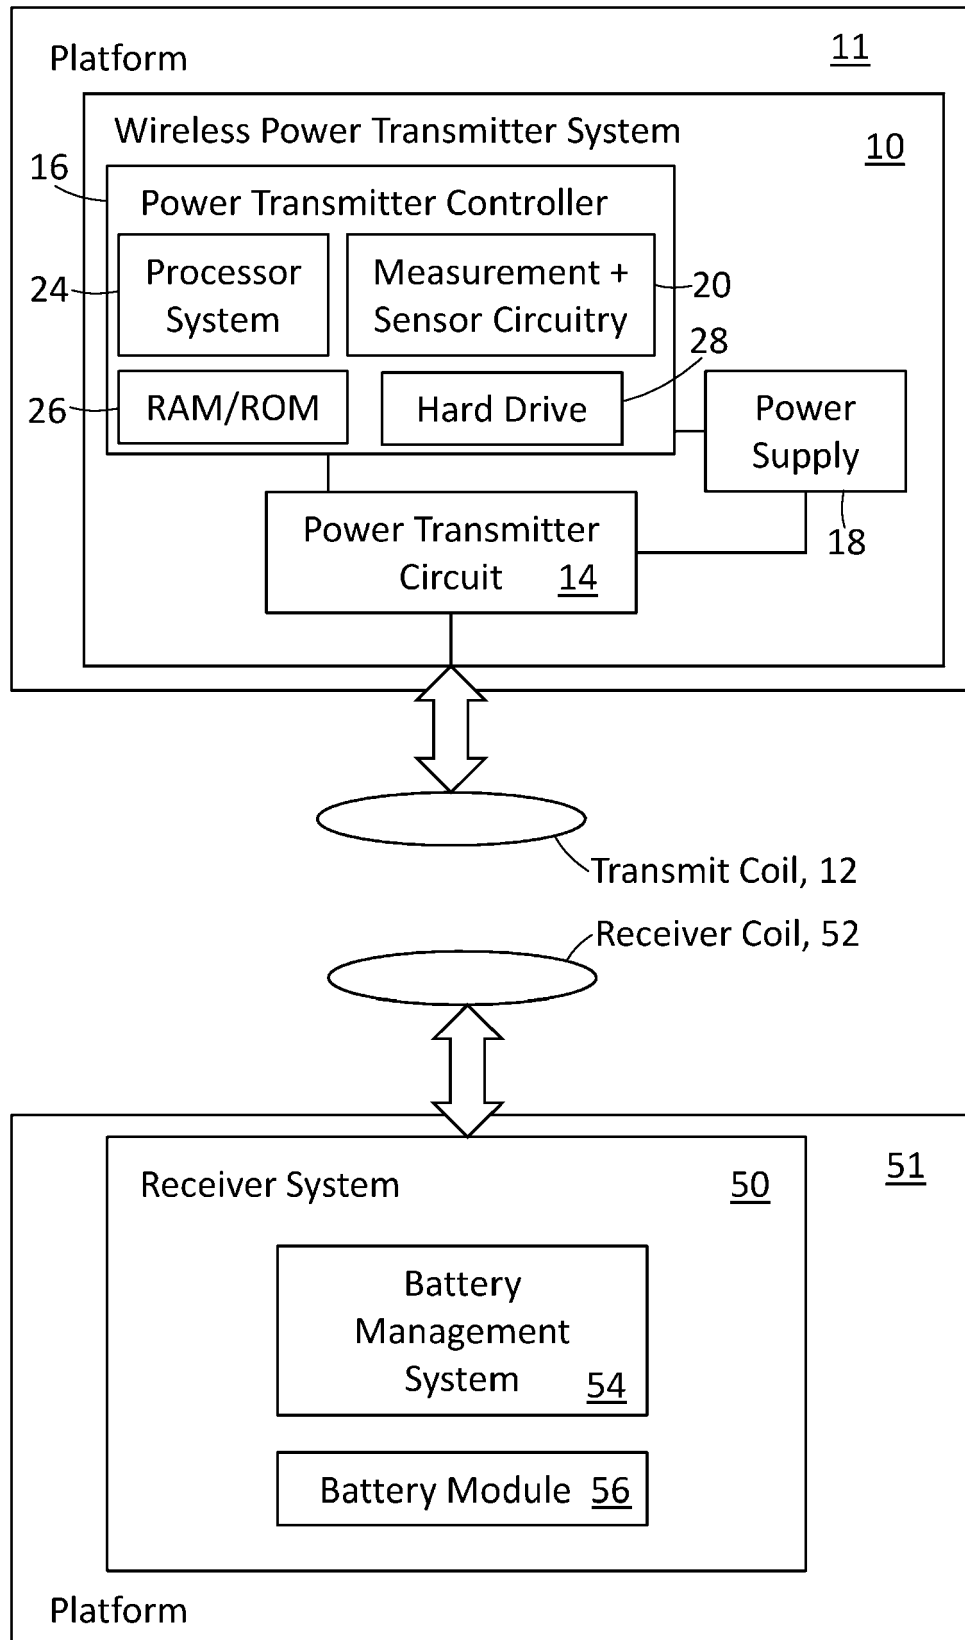 Platform
11
Wireless Power Transmitter System
10
16
Power Transmitter Controller
24
Processor
System
Measurement +
Sensor Circuitry
20
28
26
RAM/ROM
Hard Drive
Power
Supply
18
Power Transmitter
Circuit 14
Transmit Coil, 12
Receiver Coil, 52
51
Receiver System
50
Battery
Management
System 54
Battery Module 56
Platform